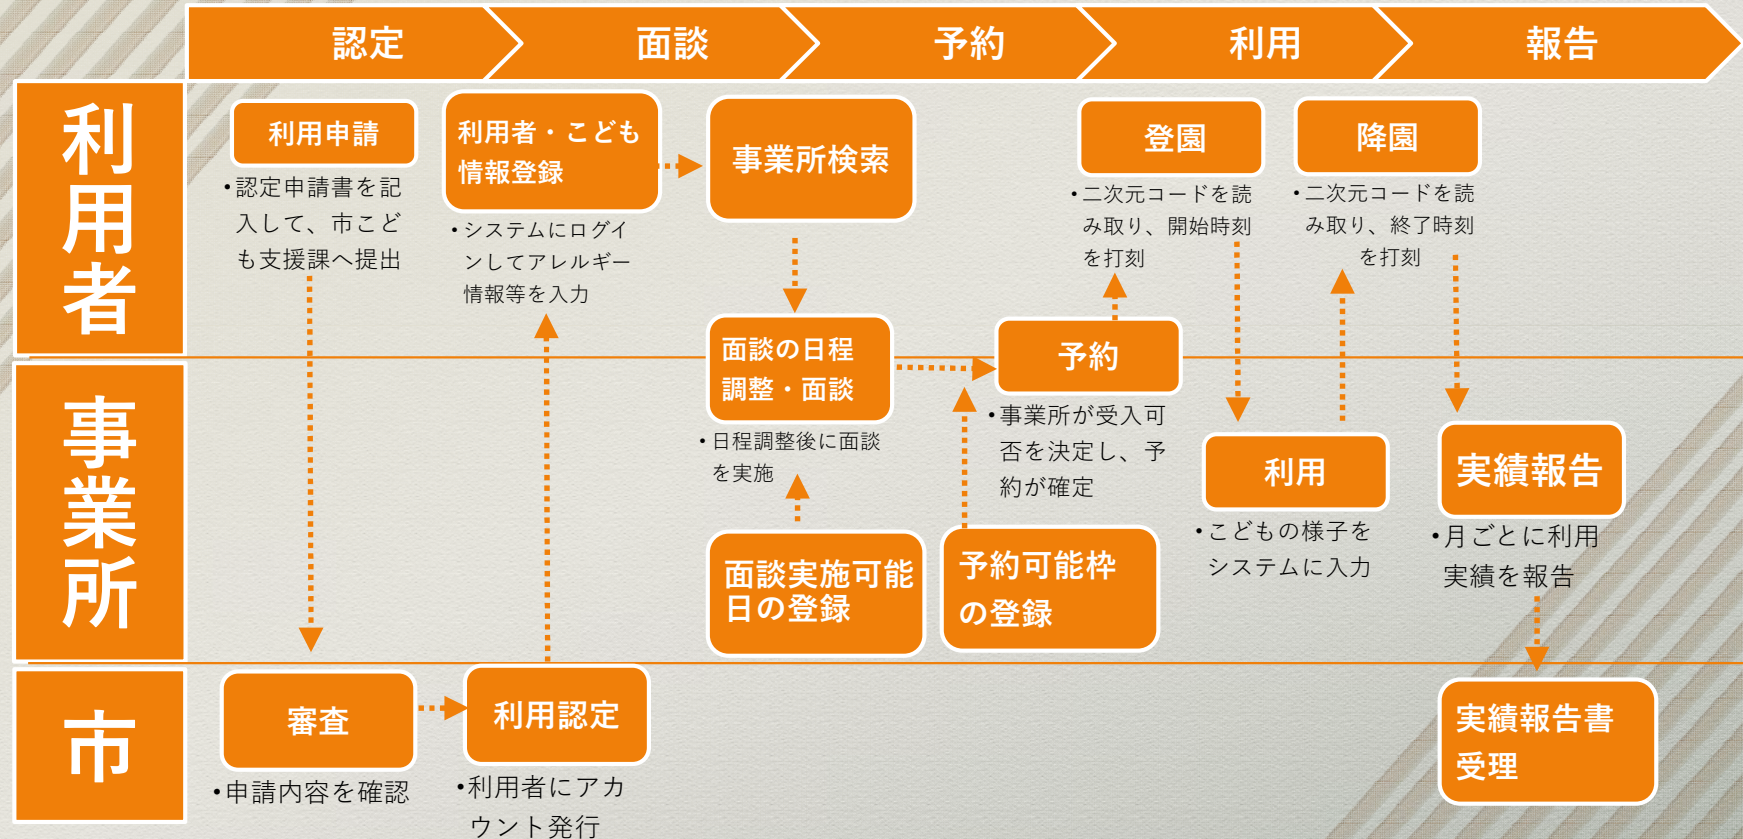 認定
面談
予約
利用
報告
利用者
利用申請
・認定申請書を記
入して、市こど
も支援課へ提出
利用者・こども
情報登録
・システムにログイ
ンしてアレルギー
情報等を入力
事業所検索
登園
・二次元コードを読
み取り、開始時刻
を打刻
降園
・二次元コードを読
み取り、終了時刻
を打刻
事業所
面談の日程
調整・面談
・日程調整後に面談
を実施
面談実施可能
日の登録
予約
・事業所が受入可
否を決定し、予
約が確定
予約可能枠
の登録
利用
・こどもの様子を
システムに入力
実績報告
・月ごとに利用
実績を報告
市
審査
・申請内容を確認
利用認定
・利用者にアカ
ウント発行
実績報告書
受理